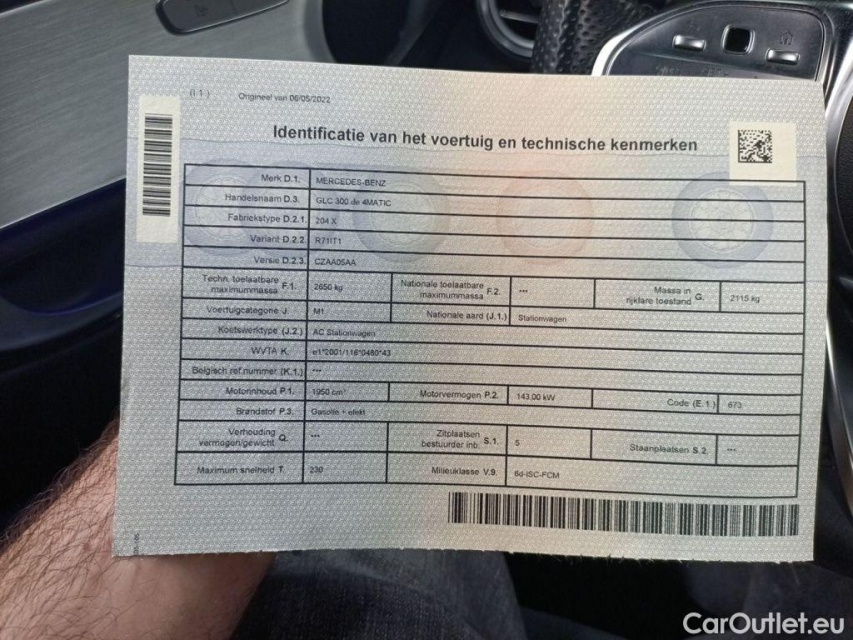 (I.1.)
Origineel van 06/05/2022
Identificatie van het voertuig en technische kenmerken
Merk D.1. MERCEDES-BENZ
Handelsnaam D.3. GLC 300 de 4MATIC
Fabriekstype D.2.1. 204 X
Variant D.2.2. R71IT1
Versie D.2.3. CZAA05AA
Techn. toelaatbare maximummassa F.1. 2650 kg Nationale toelaatbare maximummassa F.2. --- Massa in rijklare toestand G. 2115 kg
Voertuigcategorie J. M1 Nationale aard (J.1.) Stationwagen
Koetswerktype (J.2.) AC Stationwagen
WVTA K. e1*2001/116*0480*43
Belgisch ref.nummer (K.1.) ---
Motorinhoud P.1. 1950 cm³ Motorvermogen P.2. 143,00 kW Code (E.1.) 673
Brandstof P.3. Gasolie + elekt
Verhouding vermogen/gewicht Q. --- Zitplaatsen bestuurder inb. S.1. 5 Staanplaatsen S.2. ---
Maximum snelheid T. 230 Milieuklasse V.9. 6d-ISC-FCM
CarOutlet.eu